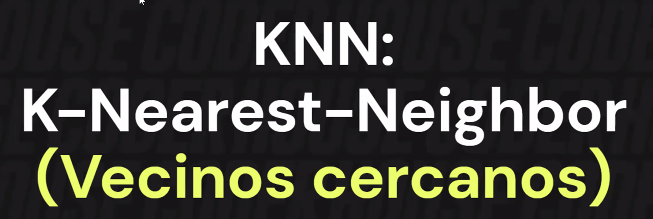 KNN:
K-Nearest-Neighbor
(Vecinos cercanos)